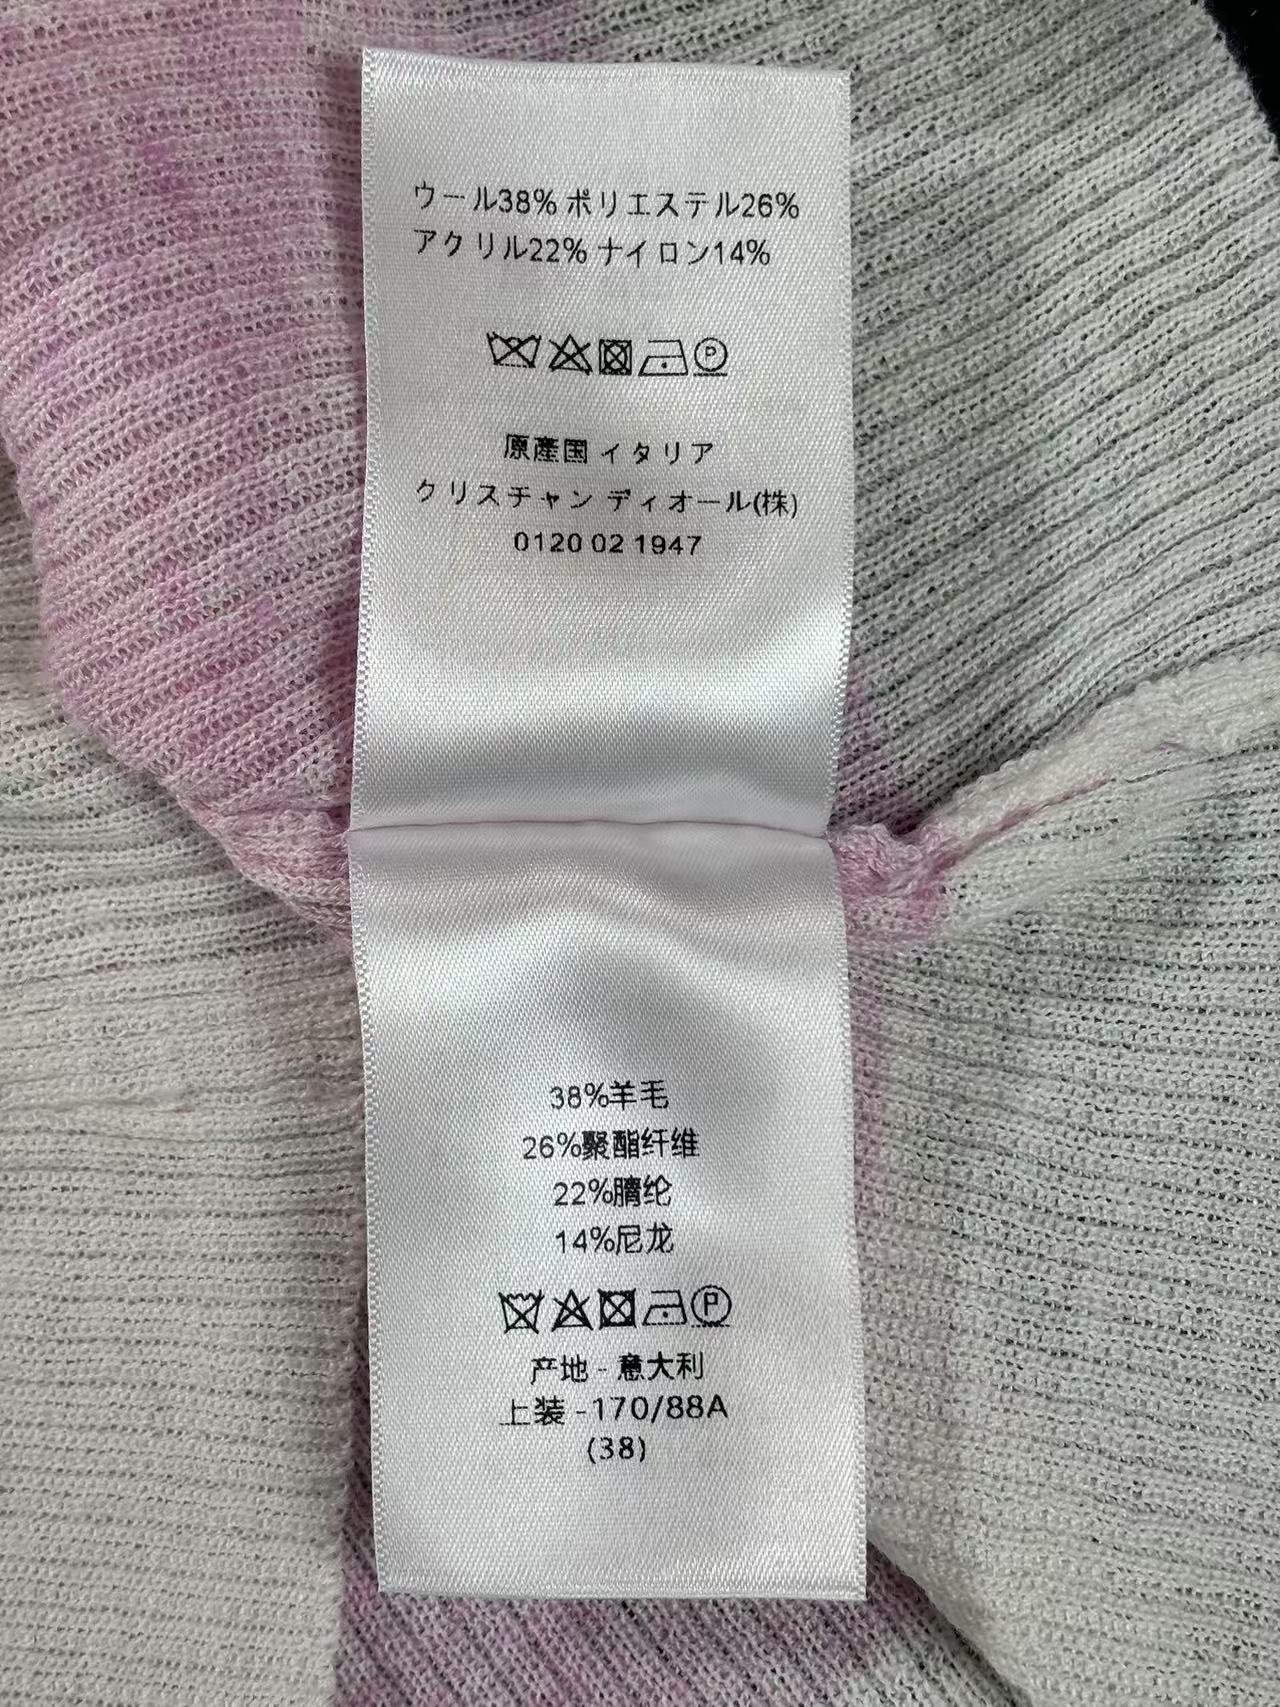 ウール38% ポリエステル26%
アクリル22% ナイロン14%
P
原産国 イタリア
クリスチャン ディオール(株)
0120 02 1947
38%羊毛
26%聚酯纤维
22%腈纶
14%尼龙
P
产地 - 意大利
上装 -170/88A
(38)